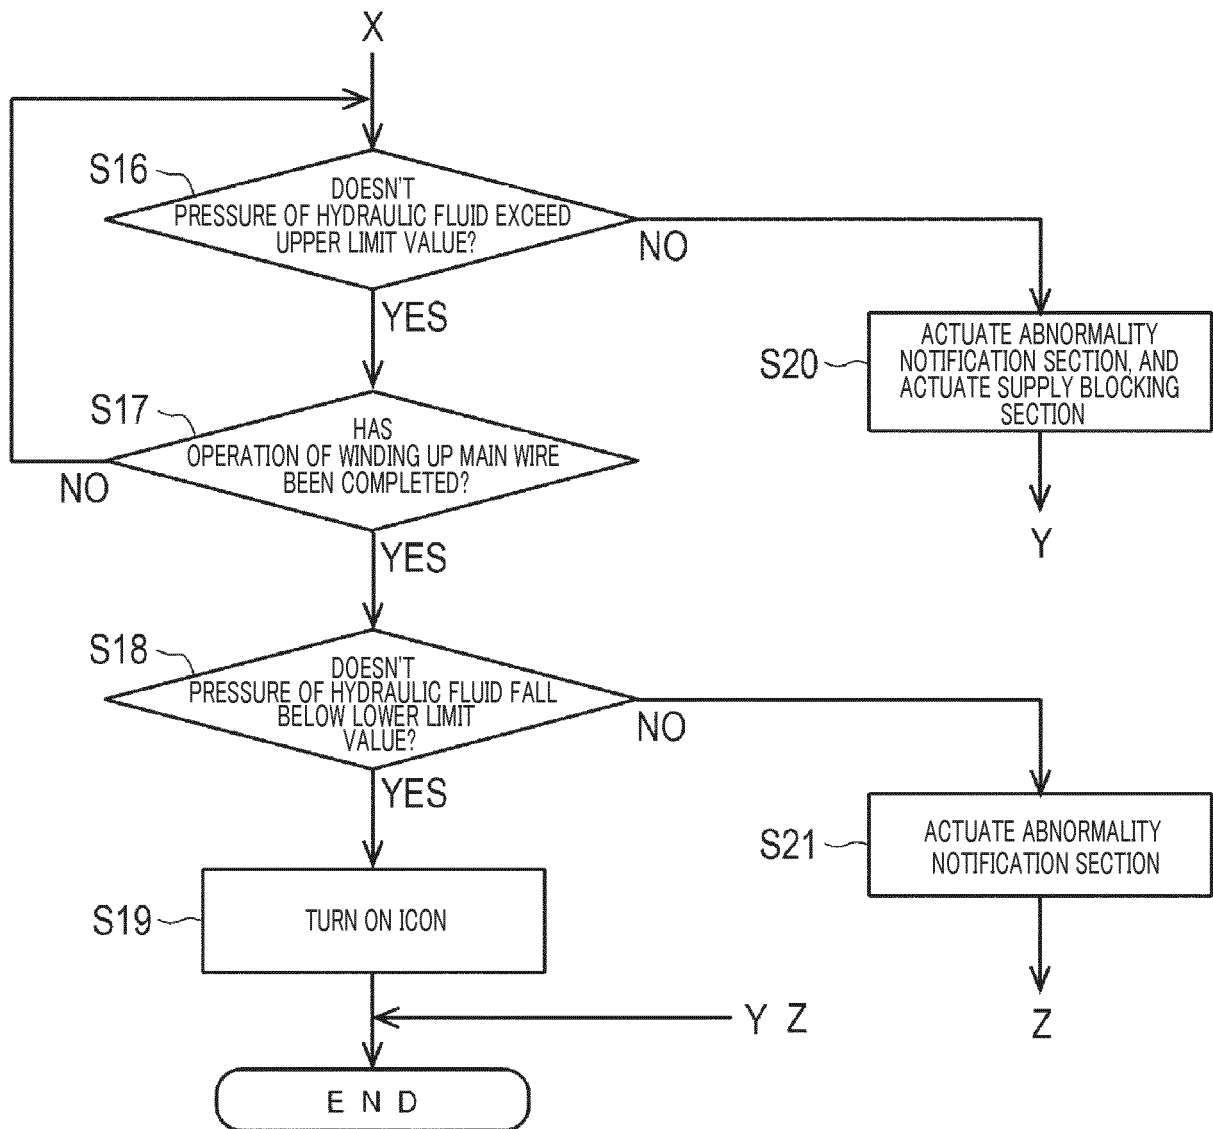 X
S16
DOESN'T
PRESSURE OF HYDRAULIC FLUID EXCEED
UPPER LIMIT VALUE?
NO
YES
S20
ACTUATE ABNORMALITY
NOTIFICATION SECTION, AND
ACTUATE SUPPLY BLOCKING
SECTION
Y
S17
HAS
OPERATION OF WINDING UP MAIN WIRE
BEEN COMPLETED?
NO
YES
S18
DOESN'T
PRESSURE OF HYDRAULIC FLUID FALL
BELOW LOWER LIMIT
VALUE?
NO
YES
S21
ACTUATE ABNORMALITY
NOTIFICATION SECTION
Z
S19
TURN ON ICON
Y Z
END